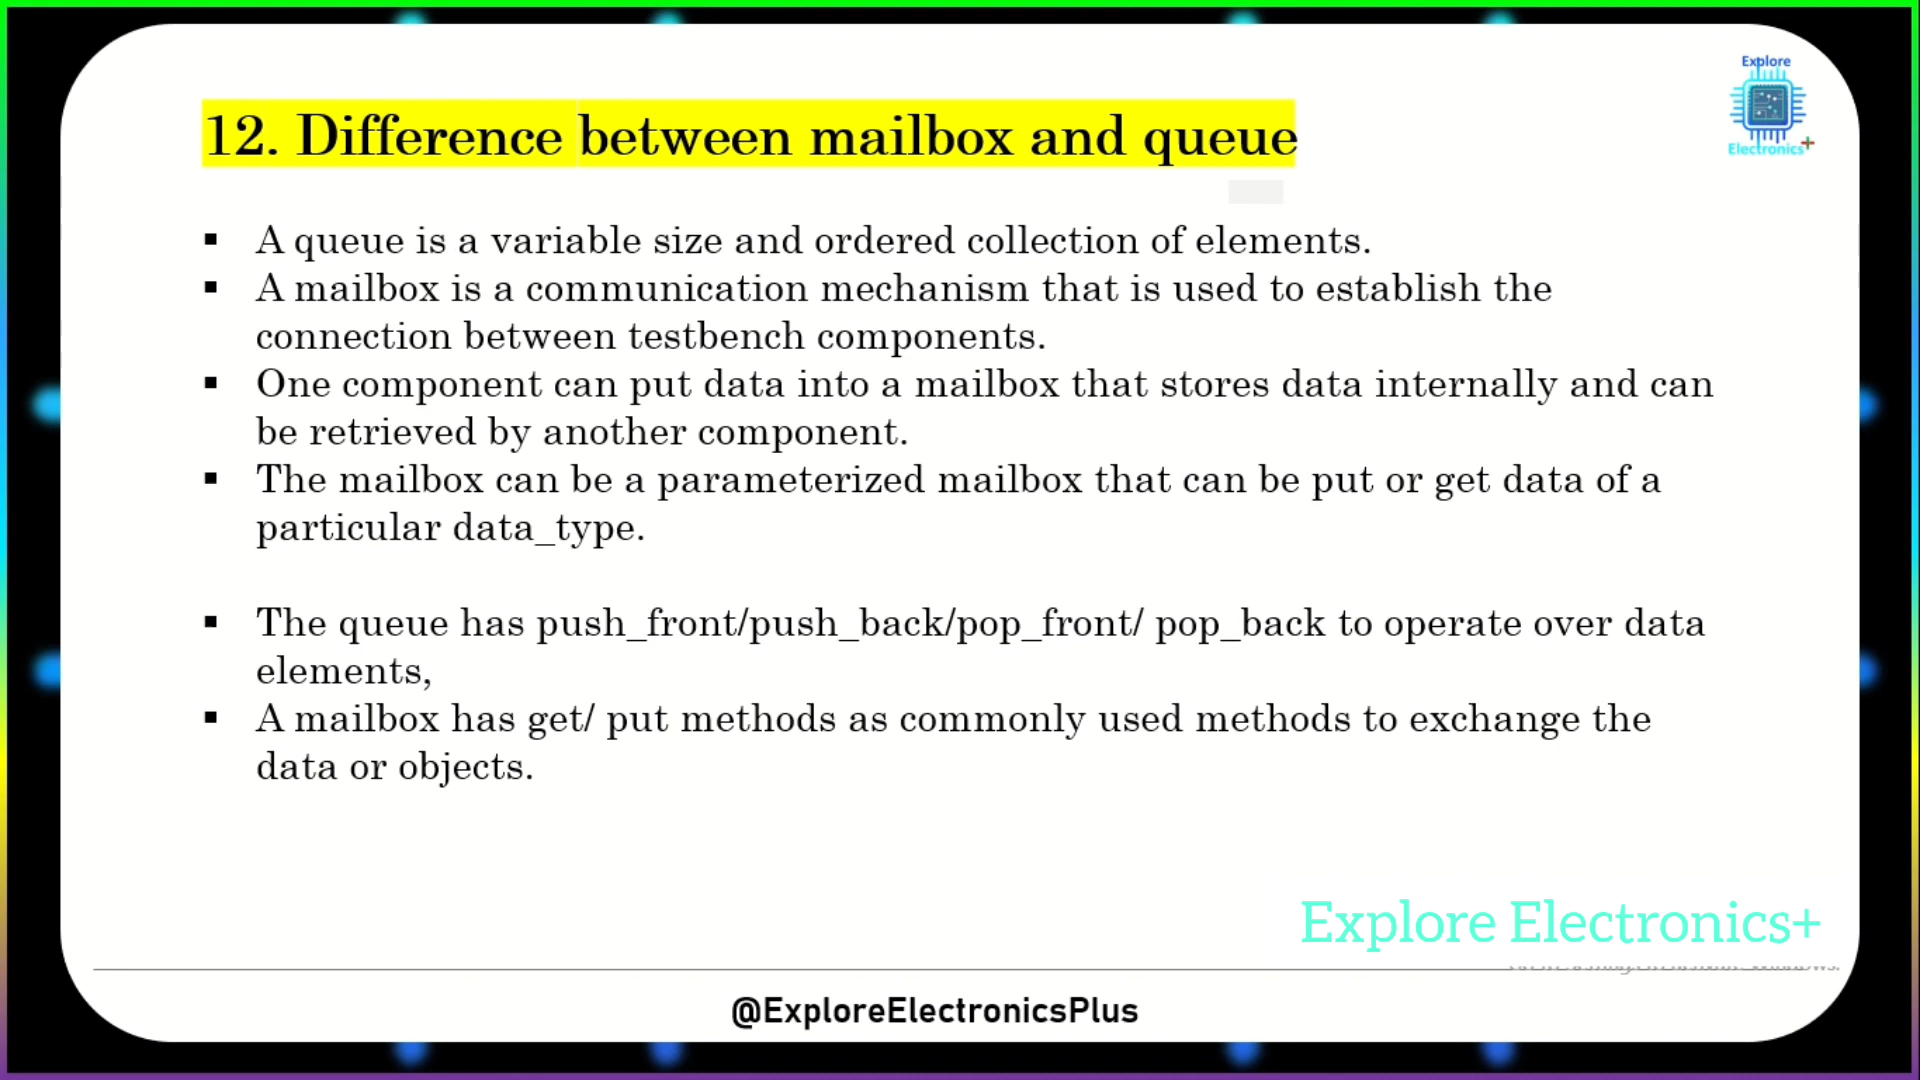 Explore
Electronics+
12. Difference between mailbox and queue
▪ A queue is a variable size and ordered collection of elements.
▪ A mailbox is a communication mechanism that is used to establish the
connection between testbench components.
▪ One component can put data into a mailbox that stores data internally and can
be retrieved by another component.
▪ The mailbox can be a parameterized mailbox that can be put or get data of a
particular data_type.
▪ The queue has push_front/push_back/pop_front/ pop_back to operate over data
elements,
▪ A mailbox has get/ put methods as commonly used methods to exchange the
data or objects.
Explore Electronics+
@ExploreElectronicsPlus